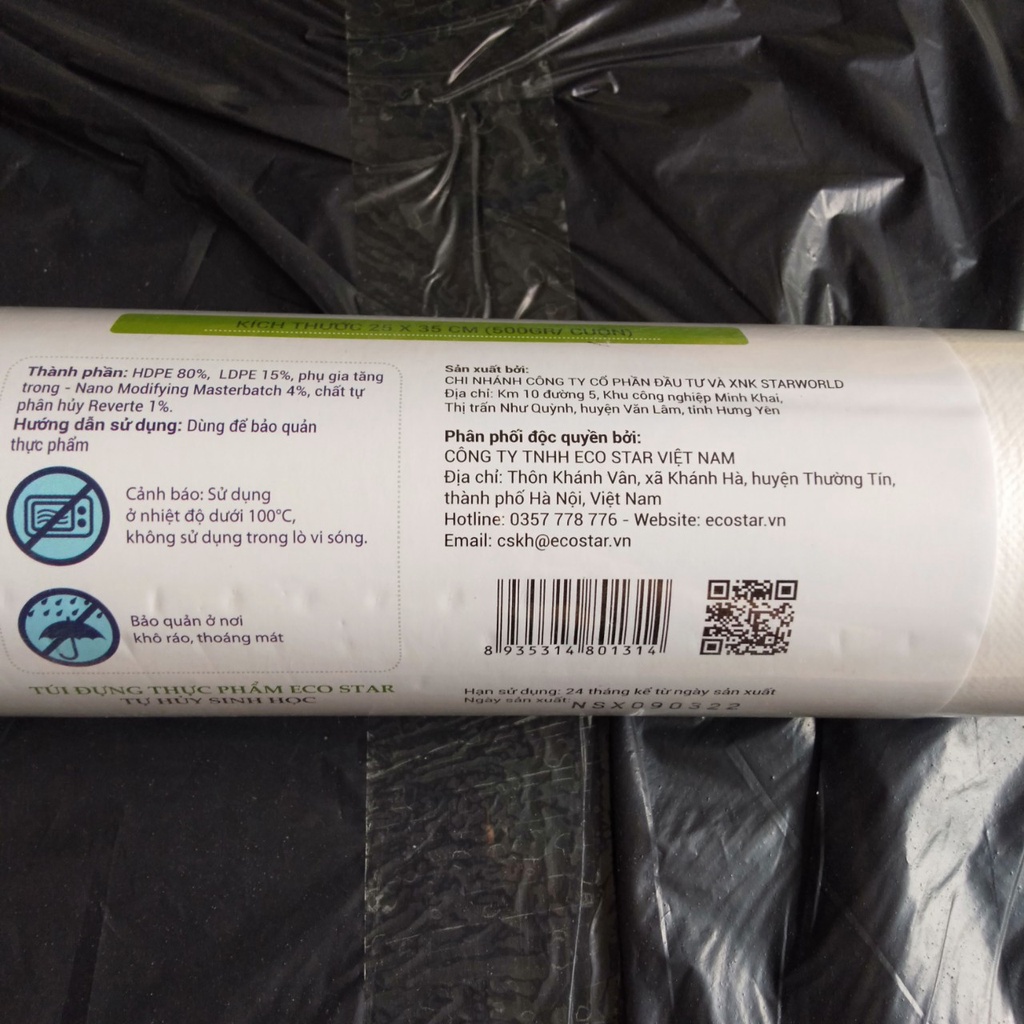 KÍCH THƯỚC 25 X 35 CM (500GR/ CUỘN)
Thành phần: HDPE 80%, LDPE 15%, phụ gia tăng
trong - Nano Modifying Masterbatch 4%, chất tự
phân hủy Reverte 1%.
Hướng dẫn sử dụng: Dùng để bảo quản
thực phẩm
Cảnh báo: Sử dụng
ở nhiệt độ dưới 100°C,
không sử dụng trong lò vi sóng.
Bảo quản ở nơi
khô ráo, thoáng mát
TÚI ĐỰNG THỰC PHẨM ECO STAR
TỰ HỦY SINH HỌC
Sản xuất bởi:
CHI NHÁNH CÔNG TY CỔ PHẦN ĐẦU TƯ VÀ XNK STARWORLD
Địa chỉ: Km 10 đường 5, Khu công nghiệp Minh Khai,
Thị trấn Như Quỳnh, huyện Văn Lâm, tỉnh Hưng Yên
Phân phối độc quyền bởi:
CÔNG TY TNHH ECO STAR VIỆT NAM
Địa chỉ: Thôn Khánh Vân, xã Khánh Hà, huyện Thường Tín,
thành phố Hà Nội, Việt Nam
Hotline: 0357 778 776 - Website: ecostar.vn
Email: cskh@ecostar.vn
8 935314 801314
Hạn sử dụng: 24 tháng kể từ ngày sản xuất
Ngày sản xuất: NSX090322